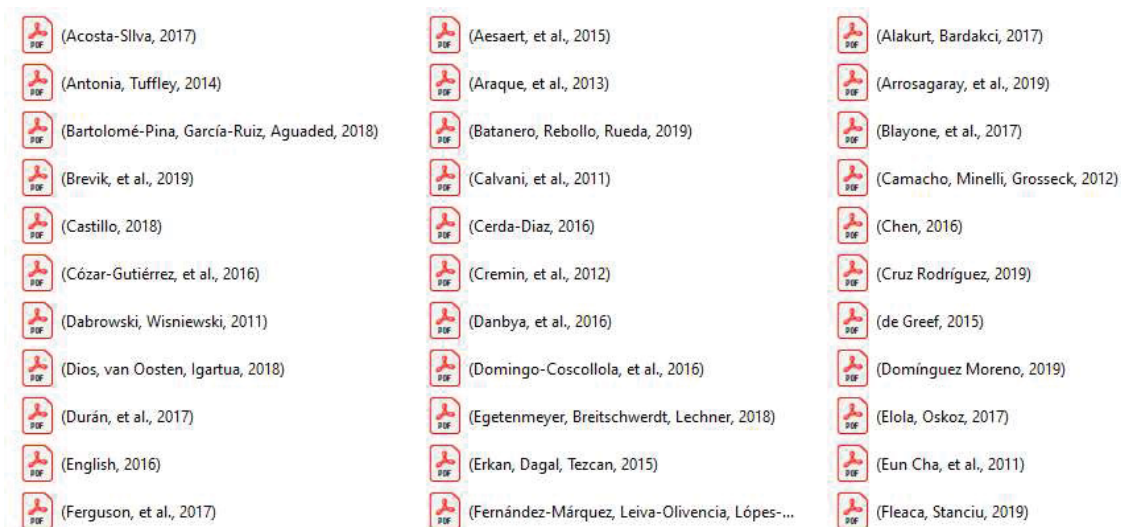 (Acosta-SIlva, 2017) (Aesaert, et al., 2015) (Alakurt, Bardakci, 2017)
(Antonia, Tuffley, 2014) (Araque, et al., 2013) (Arrosagaray, et al., 2019)
(Bartolomé-Pina, García-Ruiz, Aguaded, 2018) (Batanero, Rebollo, Rueda, 2019) (Blayone, et al., 2017)
(Brevik, et al., 2019) (Calvani, et al., 2011) (Camacho, Minelli, Grosseck, 2012)
(Castillo, 2018) (Cerda-Diaz, 2016) (Chen, 2016)
(Cózar-Gutiérrez, et al., 2016) (Cremin, et al., 2012) (Cruz Rodríguez, 2019)
(Dabrowski, Wisniewski, 2011) (Danbya, et al., 2016) (de Greef, 2015)
(Dios, van Oosten, Igartua, 2018) (Domingo-Coscollola, et al., 2016) (Domínguez Moreno, 2019)
(Durán, et al., 2017) (Egetenmeyer, Breitschwerdt, Lechner, 2018) (Elola, Oskoz, 2017)
(English, 2016) (Erkan, Dagal, Tezcan, 2015) (Eun Cha, et al., 2011)
(Ferguson, et al., 2017) (Fernández-Márquez, Leiva-Olivencia, Lópes-... (Fleaca, Stanciu, 2019)